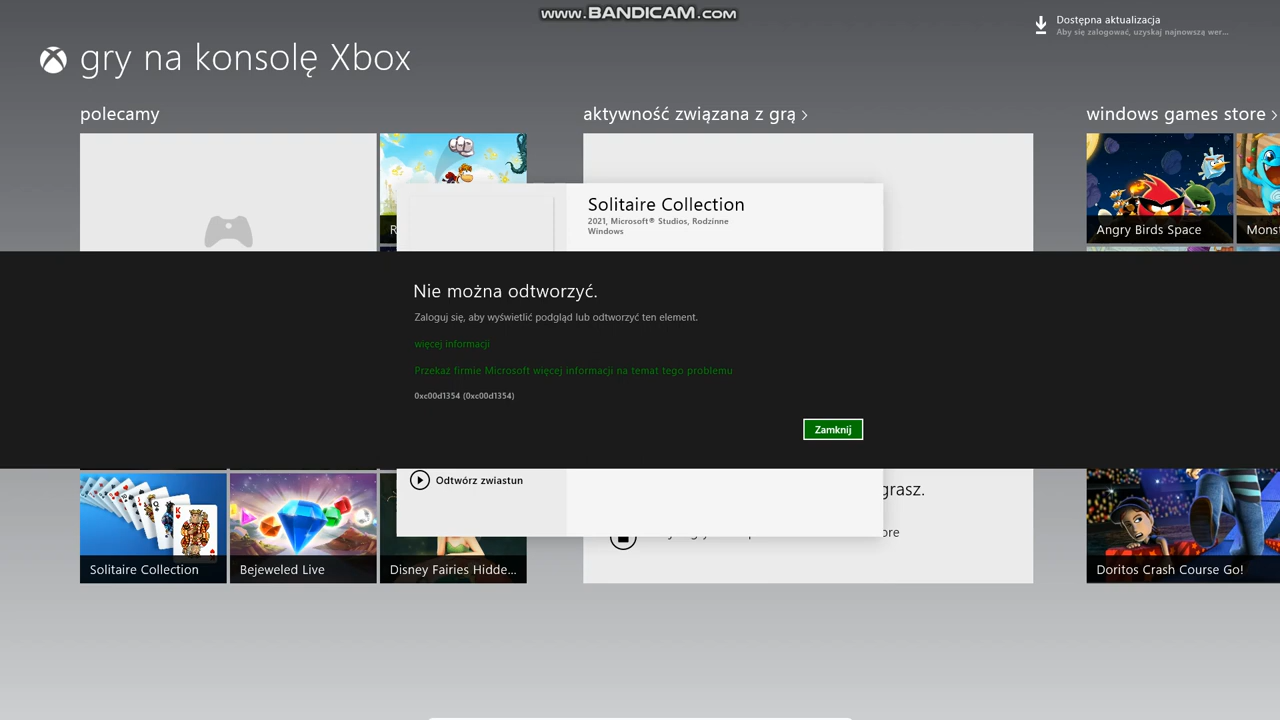 www.BANDICAM.com
Dostępna aktualizacja
Aby się zalogować, uzyskaj najnowszą wer...
gry na konsolę Xbox
polecamy
aktywność związana z grą
windows games store
Solitaire Collection
2021, Microsoft® Studios, Rodzinne
Windows
R
Angry Birds Space
Mons
Nie można odtworzyć.
Zaloguj się, aby wyświetlić podgląd lub odtworzyć ten element.
więcej informacji
Przekaż firmie Microsoft więcej informacji na temat tego problemu
0xc00d1354 (0xc00d1354)
Zamknij
Odtwórz zwiastun
grasz.
ore
Solitaire Collection
Bejeweled Live
Disney Fairies Hidde...
Doritos Crash Course Go!